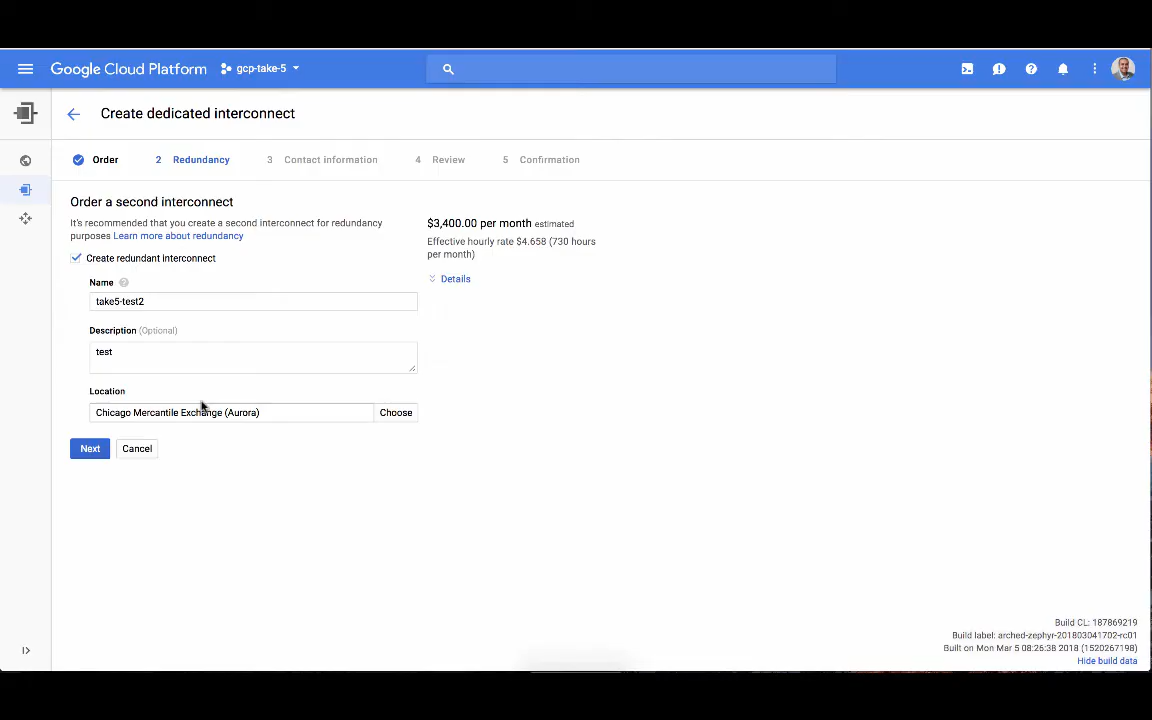 Google Cloud Platform
gcp-take-5
Create dedicated interconnect
Order
2 Redundancy
3 Contact information
4 Review
5 Confirmation
Order a second interconnect
It's recommended that you create a second interconnect for redundancy
purposes Learn more about redundancy
Create redundant interconnect
Name
take5-test2
Description (Optional)
test
Location
Chicago Mercantile Exchange (Aurora)
Choose
Next
Cancel
$3,400.00 per month estimated
Effective hourly rate $4.658 (730 hours
per month)
Details
Build CL: 187869219
Build label: arched-zephyr-201803041702-rc01
Built on Mon Mar 5 08:26:38 2018 (1520267198)
Hide build data